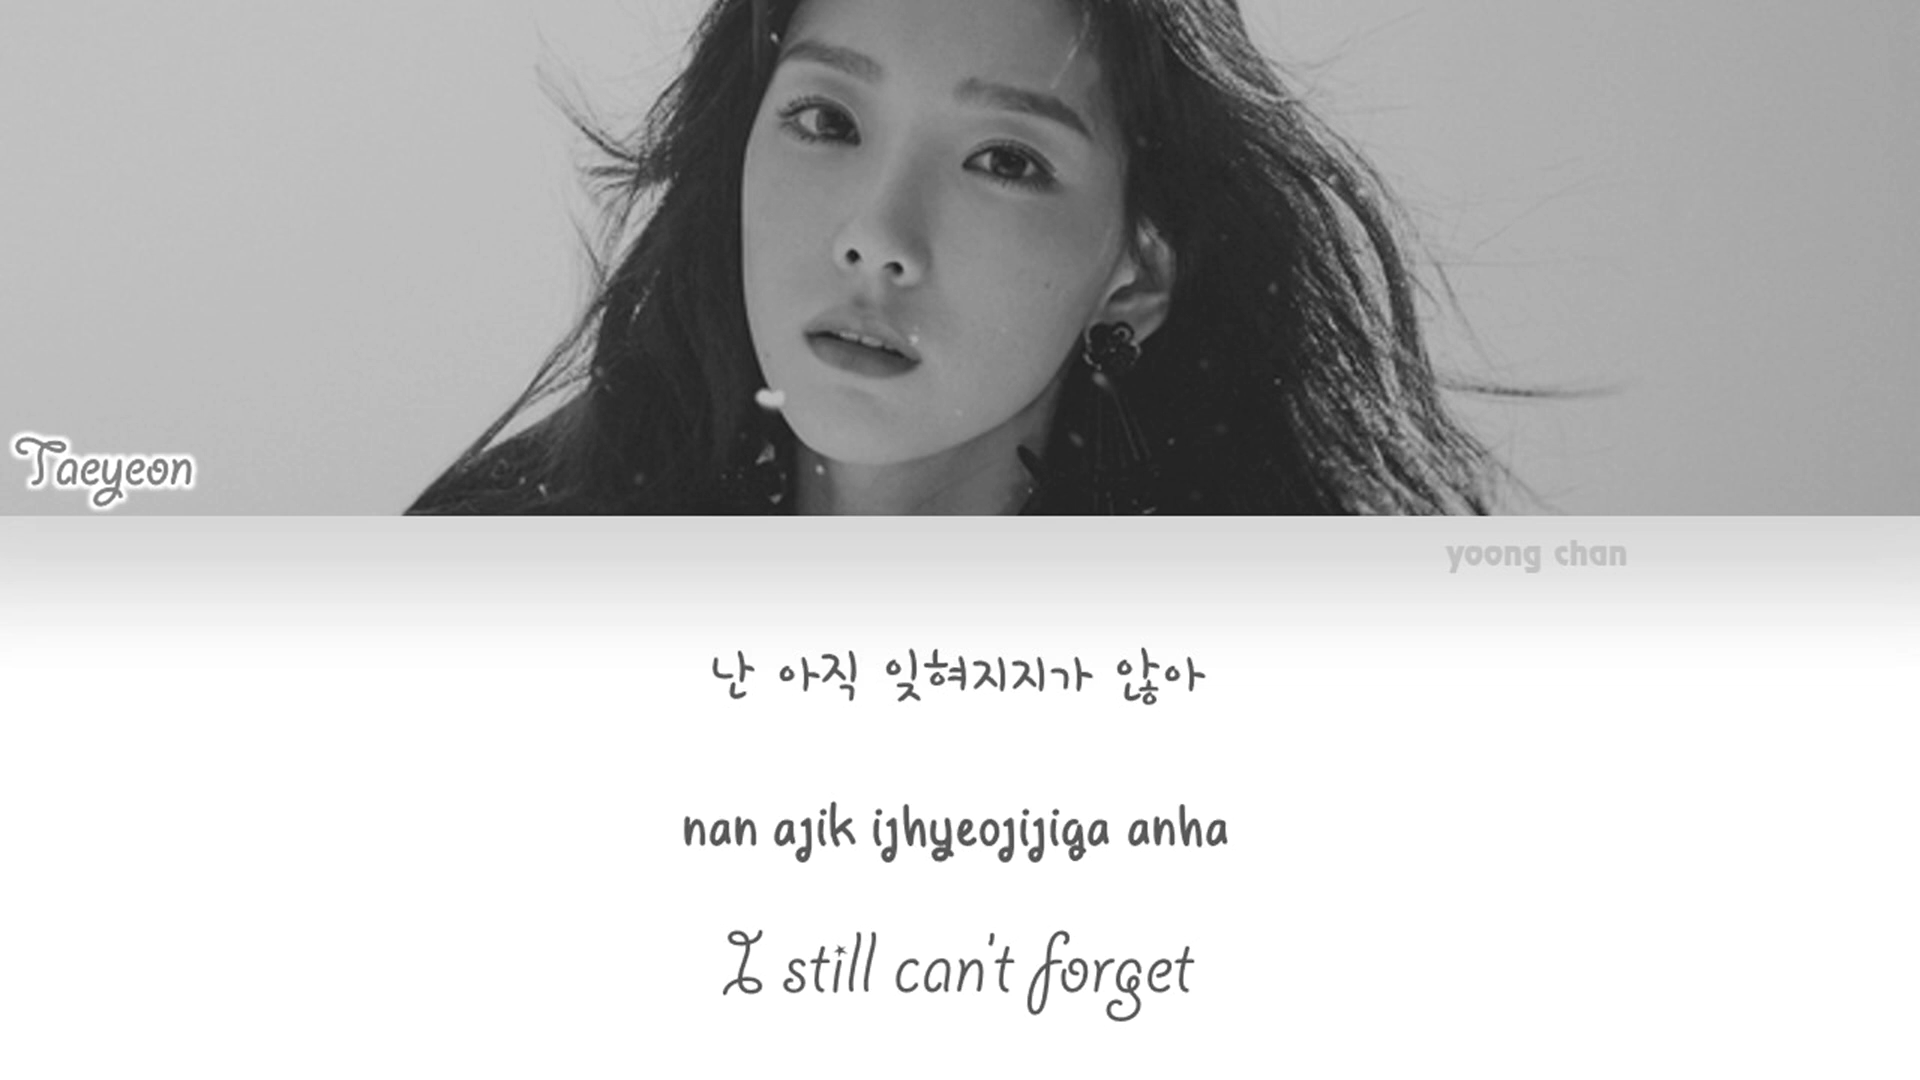 Taeyeon
yoong chan
난 아직 잊혀지지가 않아
nan ajik ijhyeojijiga anha
I still can't forget